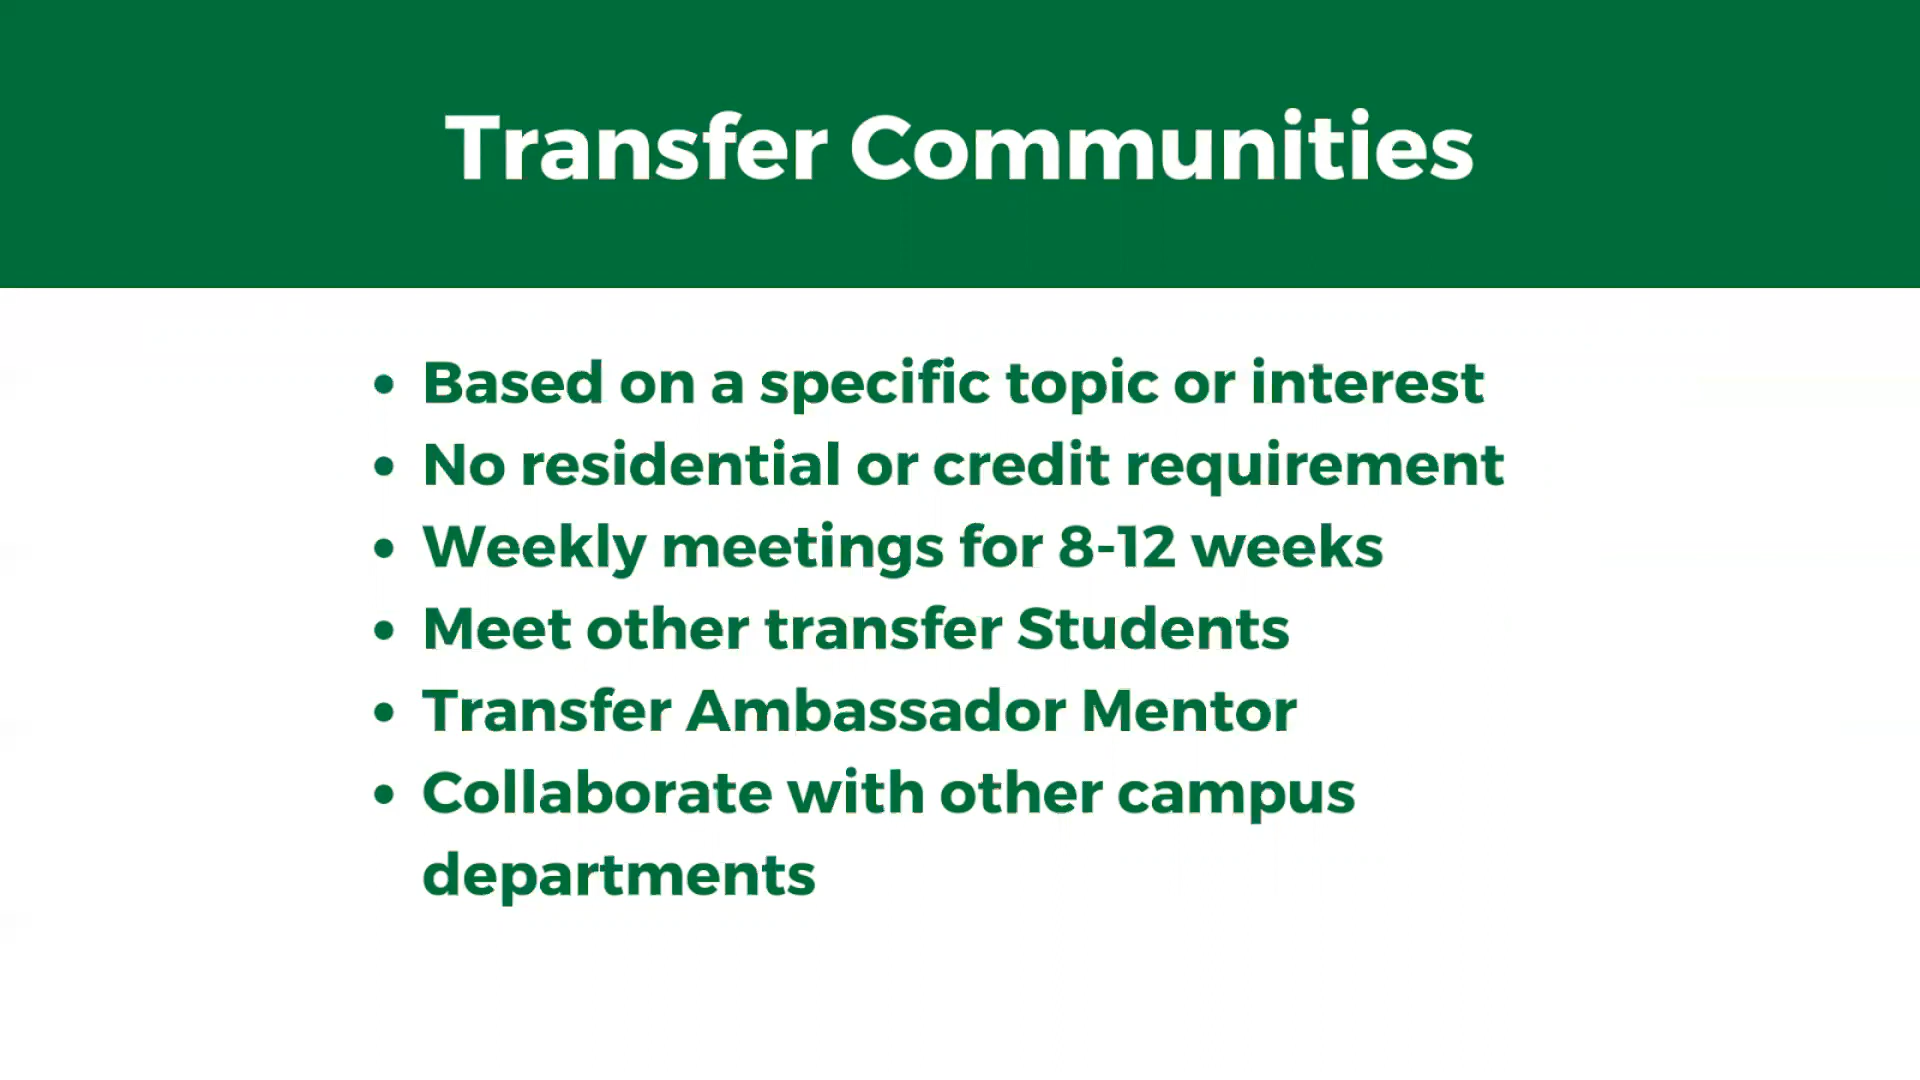 Transfer Communities
• Based on a specific topic or interest
• No residential or credit requirement
• Weekly meetings for 8-12 weeks
• Meet other transfer Students
• Transfer Ambassador Mentor
• Collaborate with other campus
departments